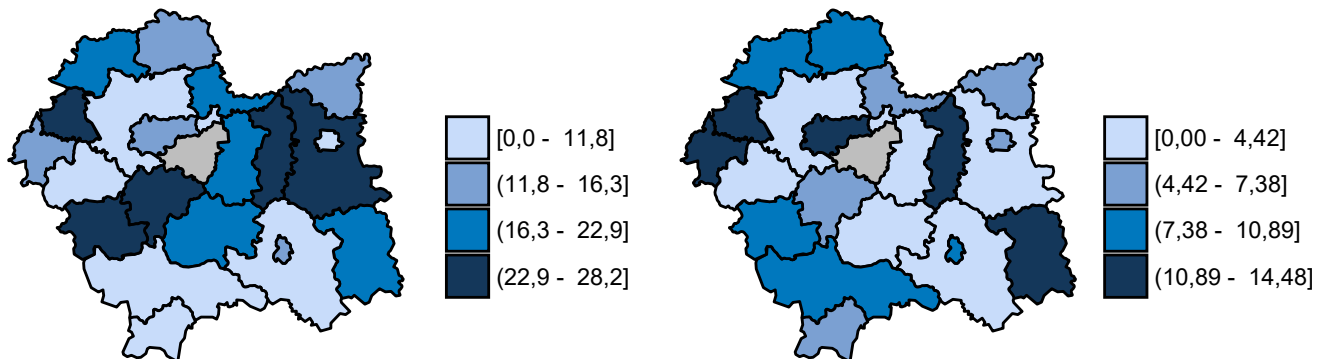 [0,0 - 11,8]
(11,8 - 16,3]
(16,3 - 22,9]
(22,9 - 28,2]
[0,00 - 4,42]
(4,42 - 7,38]
(7,38 - 10,89]
(10,89 - 14,48]